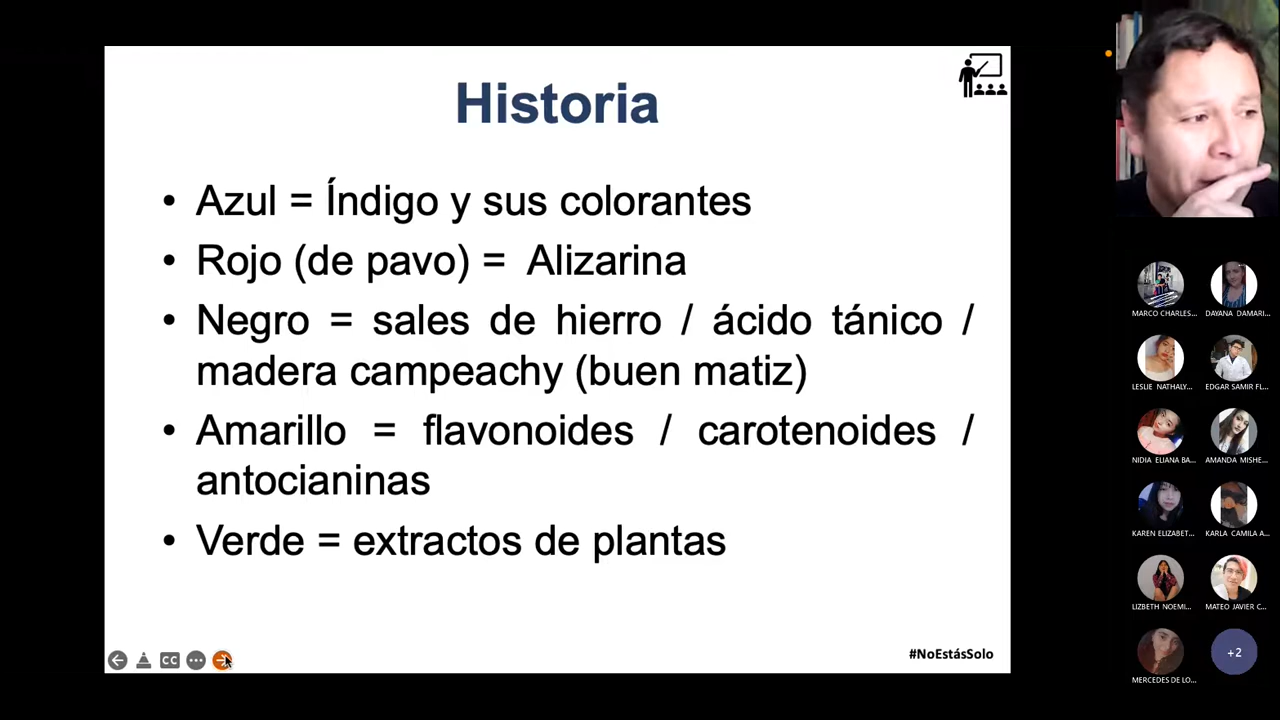 Historia
• Azul = Índigo y sus colorantes
• Rojo (de pavo) = Alizarina
• Negro = sales de hierro / ácido tánico /
madera campeachy (buen matiz)
• Amarillo = flavonoides / carotenoides /
antocianinas
• Verde = extractos de plantas
CC
#NoEstásSolo
MARCO CHARLES...
DAYANA DAMARI...
LESLIE NATHALY...
EDGAR SAMIR FL...
NIDIA ELIANA BA...
AMANDA MISHE...
KAREN ELIZABET...
KARLA CAMILA A...
LIZBETH NOEMI...
MATEO JAVIER C...
MERCEDES DE LO...
+2